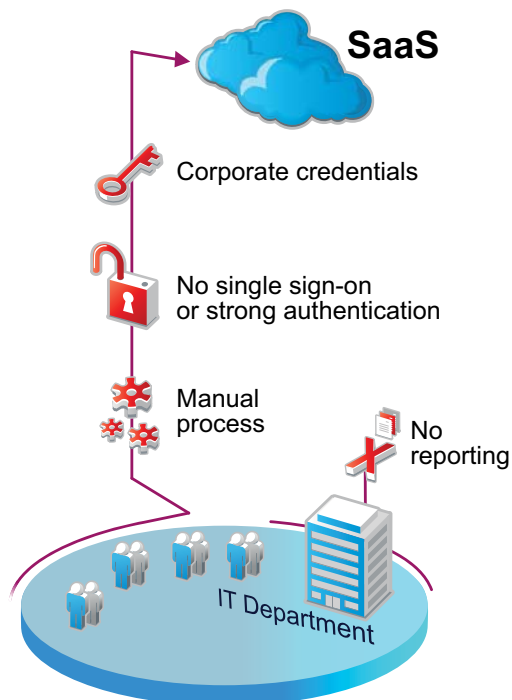 SaaS
Corporate credentials
No single sign-on
or strong authentication
Manual
process
No
reporting
IT Department